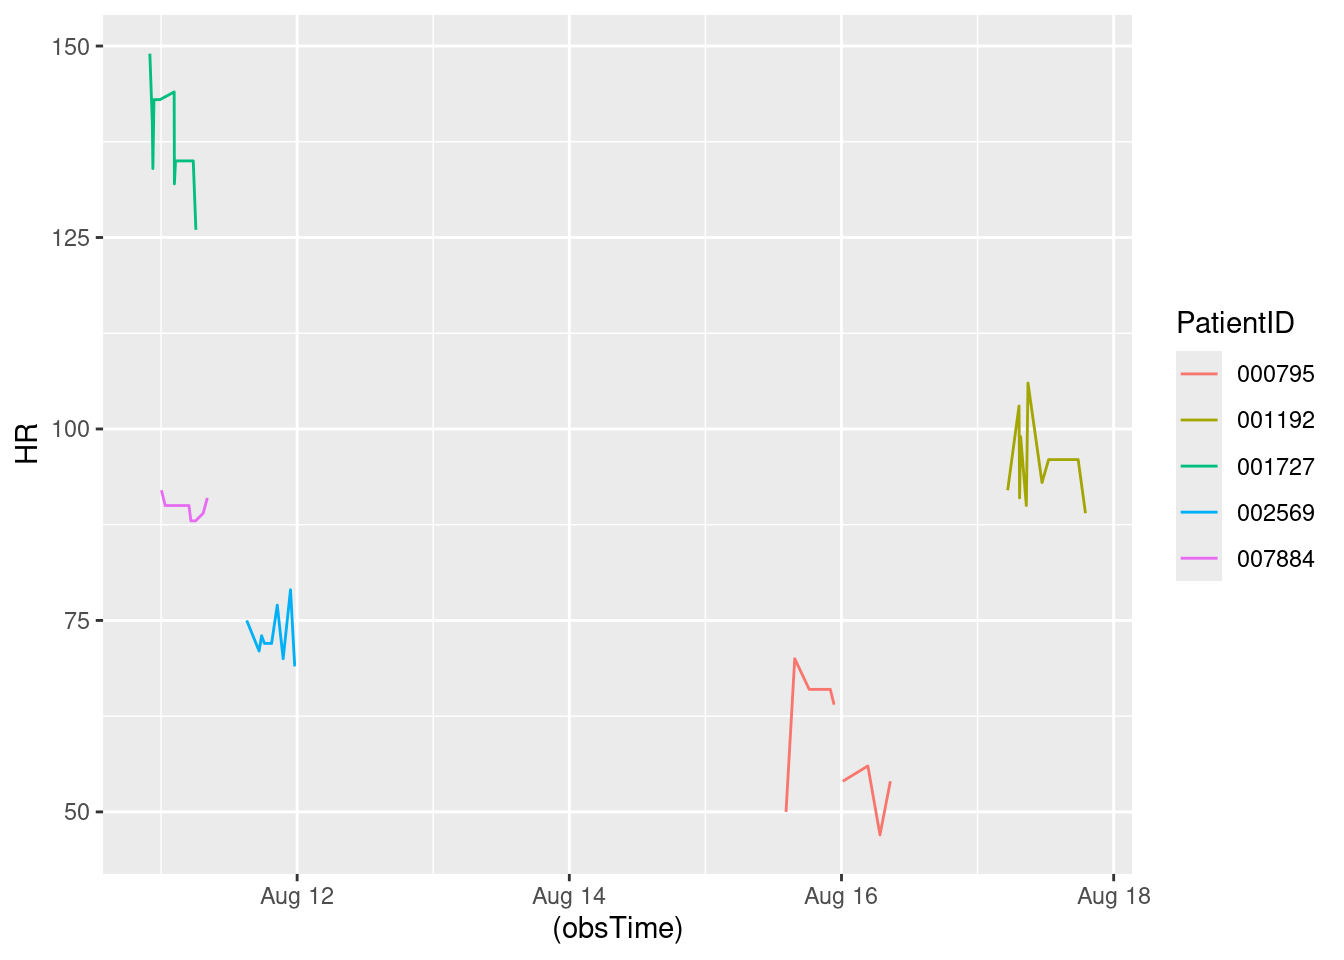 150
125
100
75
50
HR
Aug 12
Aug 14
Aug 16
Aug 18
(obsTime)
PatientID
000795
001192
001727
002569
007884